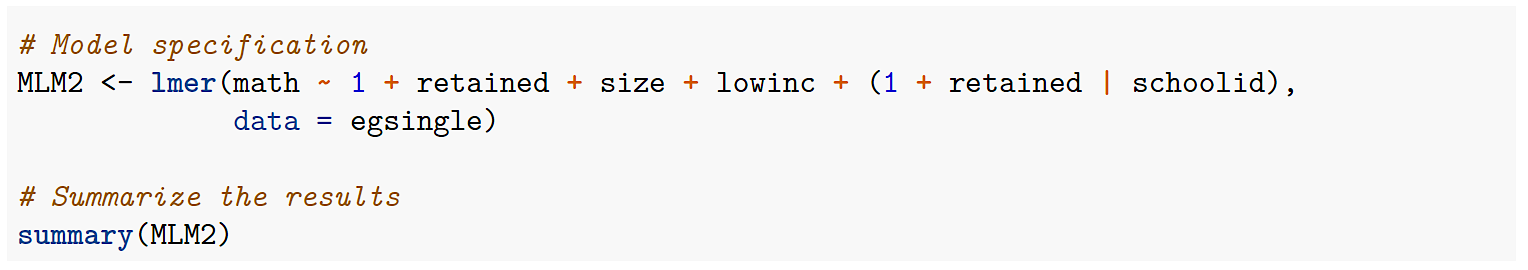 # Model specification
MLM2 <- lmer(math ~ 1 + retained + size + lowinc + (1 + retained | schoolid),
data = egsingle)
# Summarize the results
summary(MLM2)